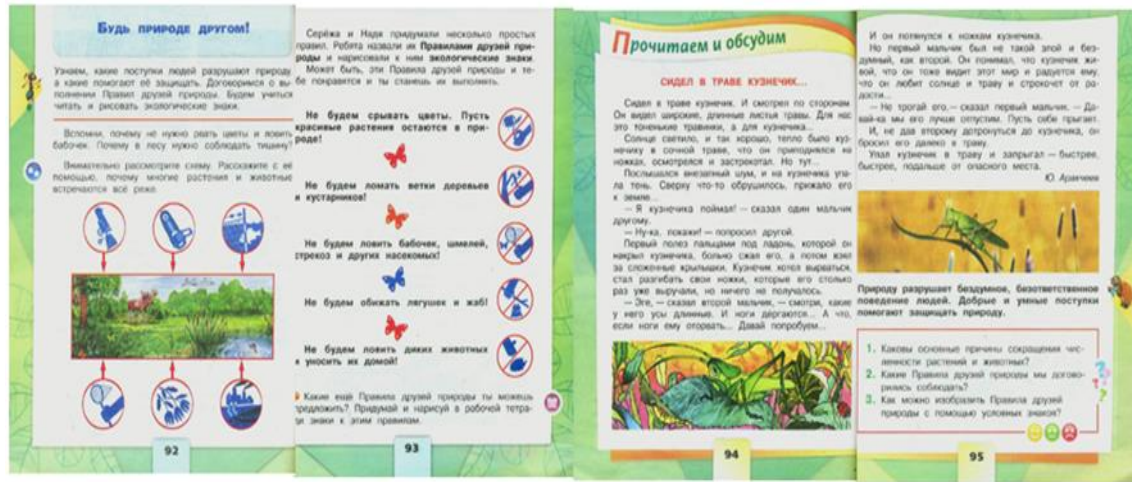 Будь природе другом!
Узнаем, какие поступки людей разрушают природу,
а какие помогают её защищать. Договоримся о вы-
полнении Правил друзей природы. Будем учиться
читать и рисовать экологические знаки.
Вспомни, почему не нужно рвать цветы и ловить
бабочек. Почему в лесу нужно соблюдать тишину?
Внимательно рассмотрите схему. Расскажите с её
помощью, почему многие растения и животные
встречаются всё реже.
92
Серёжа и Надя придумали несколько простых
правил. Ребята назвали их Правилами друзей при-
роды и нарисовали к ним экологические знаки.
Может быть, эти Правила друзей природы и те-
бе понравятся и ты станешь их выполнять.
Не будем срывать цветы. Пусть
красивые растения остаются в при-
роде!
Не будем ломать ветки деревьев
и кустарников!
Не будем ловить бабочек, шмелей,
стрекоз и других насекомых!
Не будем обижать лягушек и жаб!
Не будем ловить диких животных
и уносить их домой!
Какие ещё Правила друзей природы ты можешь
предложить? Придумай и нарисуй в рабочей тетра-
ди знаки к этим правилам.
93
Прочитаем и обсудим
СИДЕЛ В ТРАВЕ КУЗНЕЧИК...
Сидел в траве кузнечик. И смотрел по сторонам.
Он видел широкие, длинные листья травы. Для нас
это тоненькие травинки, а для кузнечика...
Солнце светило, и так хорошо, тепло было куз-
нечику в сочной траве, что он приподнялся на
ножках, осмотрелся и застрекотал. Но тут...
Послышался внезапный шум, и на кузнечика упа-
ла тень. Сверху что-то обрушилось, прижало его
к земле...
— Я кузнечика поймал! — сказал один мальчик
другому.
— Ну-ка, покажи! — попросил другой.
Первый полез пальцами под ладонь, которой он
накрыл кузнечика, больно сжал его, а потом взял
за сложенные крылышки. Кузнечик хотел вырваться,
стал разгибать свои ножки, которые его столько
раз уже выручали, но ничего не получалось.
— Эге, — сказал второй мальчик, — смотри, какие
у него усы длинные. И ноги дёргаются... А что,
если ноги ему оторвать... Давай попробуем...
94
И он потянулся к ножкам кузнечика.
Но первый мальчик был не такой злой и без-
думный, как второй. Он понимал, что кузнечик жи-
вой, что он тоже видит этот мир и радуется ему,
что он любит солнце и траву и стрекочет от ра-
дости...
— Не трогай его, — сказал первый мальчик. — Да-
вай-ка мы его лучше отпустим. Пусть себе прыгает.
И, не дав второму дотронуться до кузнечика, он
бросил его далеко в траву.
Упал кузнечик в траву и запрыгал — быстрее,
быстрее, подальше от опасного места.
Ю. Аракчеев
Природу разрушает бездумное, безответственное
поведение людей. Добрые и умные поступки
помогают защищать природу.
1. Каковы основные причины сокращения чис-
ленности растений и животных?
2. Какие Правила друзей природы мы догово-
рились соблюдать?
3. Как можно изобразить Правила друзей
природы с помощью условных знаков?
95